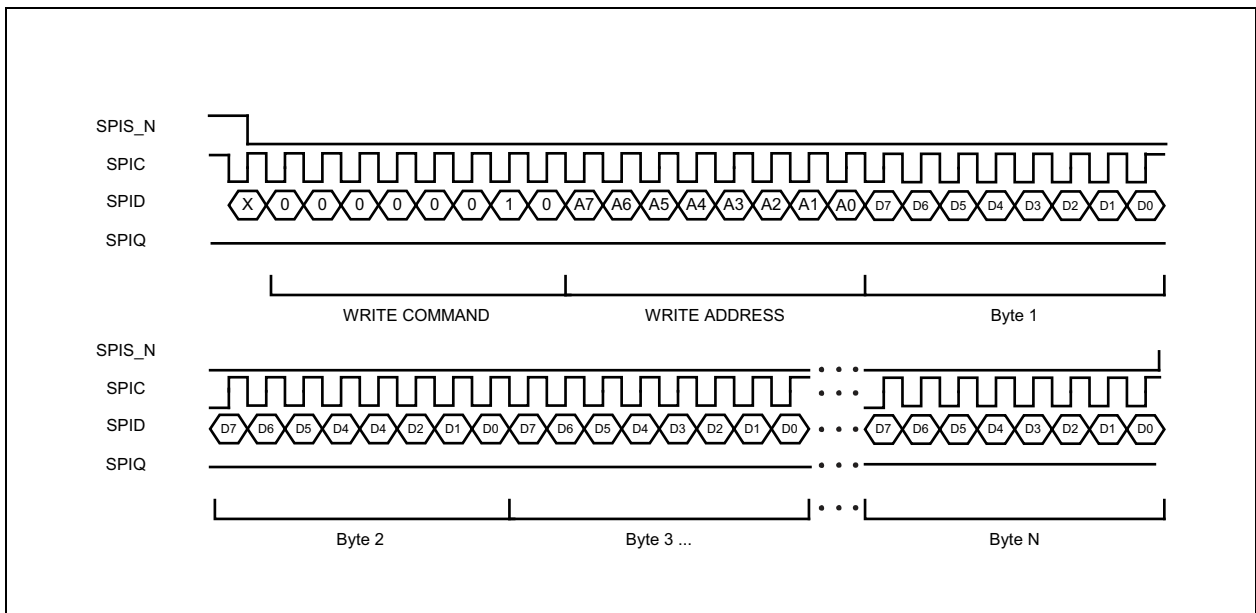 SPIS_N
SPIC
SPID X 0 0 0 0 0 0 1 0 A7 A6 A5 A4 A3 A2 A1 A0 D7 D6 D5 D4 D3 D2 D1 D0
SPIQ
WRITE COMMAND WRITE ADDRESS Byte 1
SPIS_N
SPIC
SPID D7 D6 D5 D4 D4 D2 D1 D0 D7 D6 D5 D4 D3 D2 D1 D0 D7 D6 D5 D4 D3 D2 D1 D0
SPIQ
Byte 2 Byte 3 ... Byte N